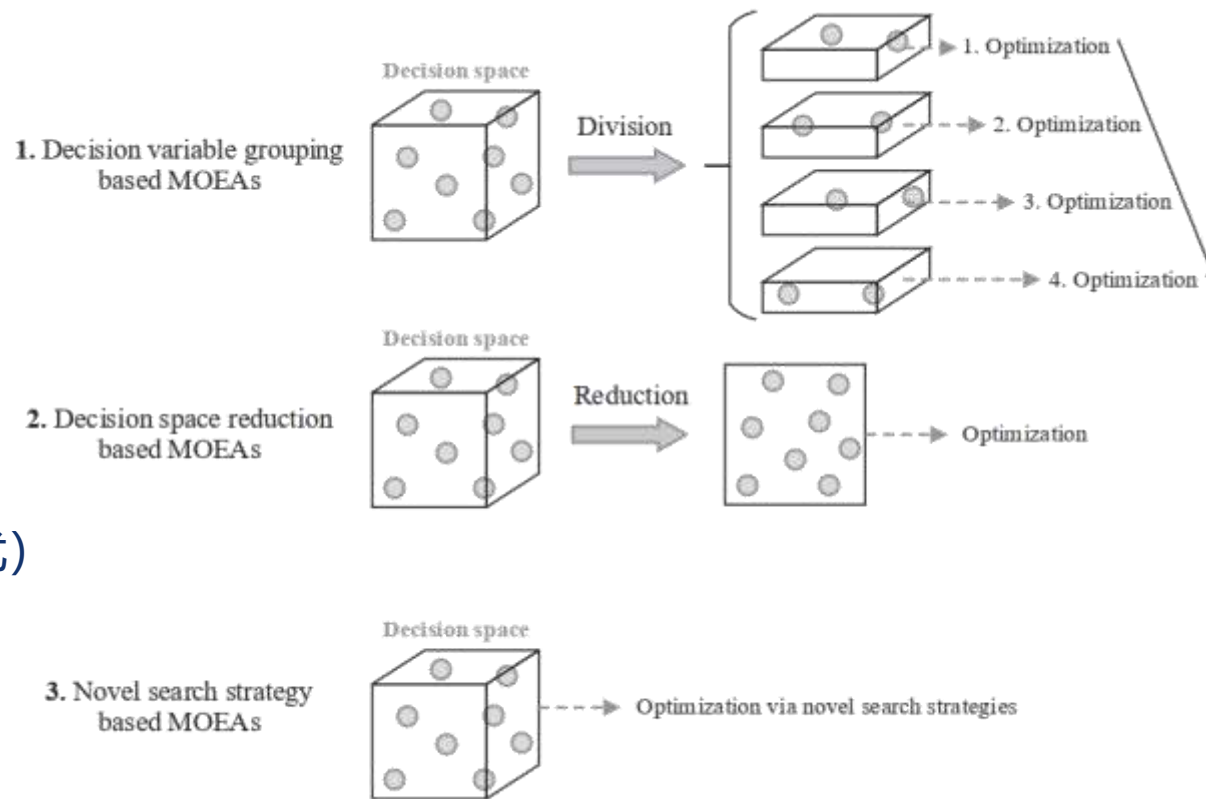 Decision space
1. Decision variable grouping
based MOEAs
Division
1. Optimization
2. Optimization
3. Optimization
4. Optimization
Decision space
2. Decision space reduction
based MOEAs
Reduction
Optimization
)
Decision space
3. Novel search strategy
based MOEAs
Optimization via novel search strategies